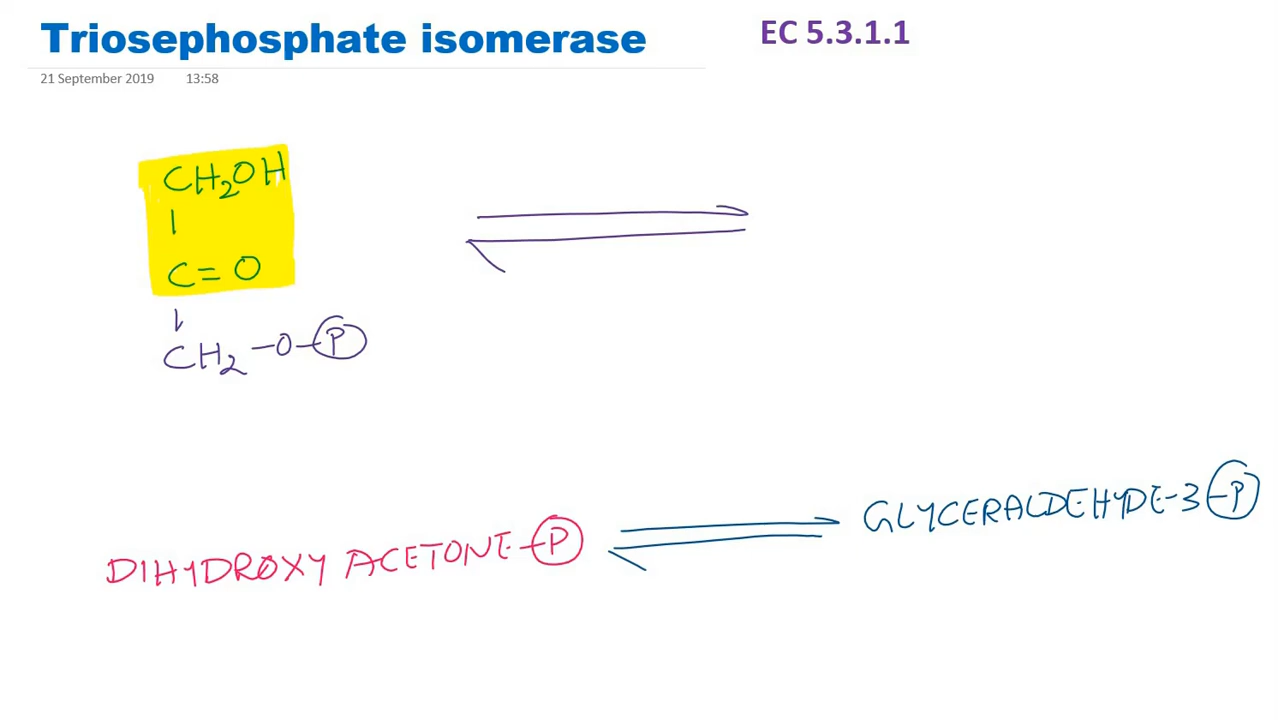 Triosephosphate isomerase EC 5.3.1.1
21 September 2019 13:58
CH2OH
|
C=O
|
CH2-O-P
DIHYDROXY ACETONE-P
GLYCERALDEHYDE-3-P